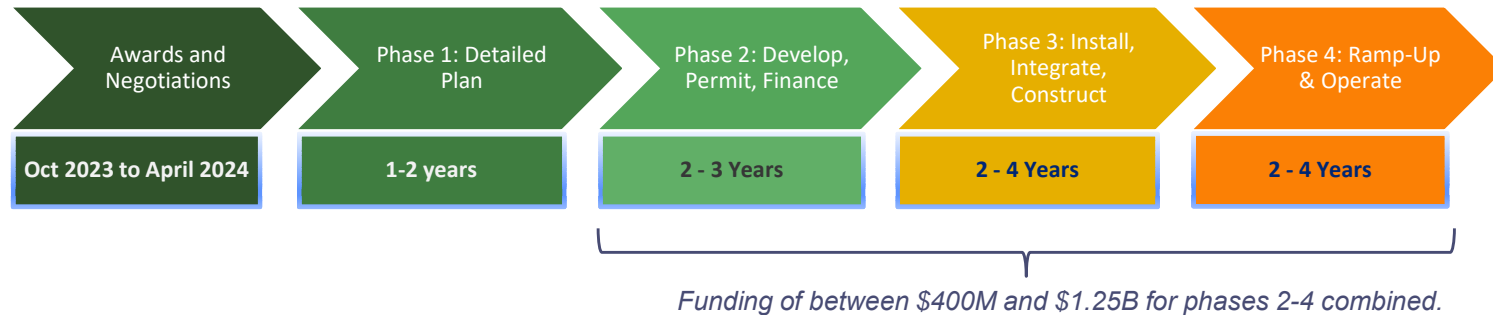 Awards and
Negotiations
Phase 1: Detailed
Plan
Phase 2: Develop,
Permit, Finance
Phase 3: Install,
Integrate,
Construct
Phase 4: Ramp-Up
& Operate
Oct 2023 to April 2024
1-2 years
2 - 3 Years
2 - 4 Years
2 - 4 Years
Funding of between $400M and $1.25B for phases 2-4 combined.